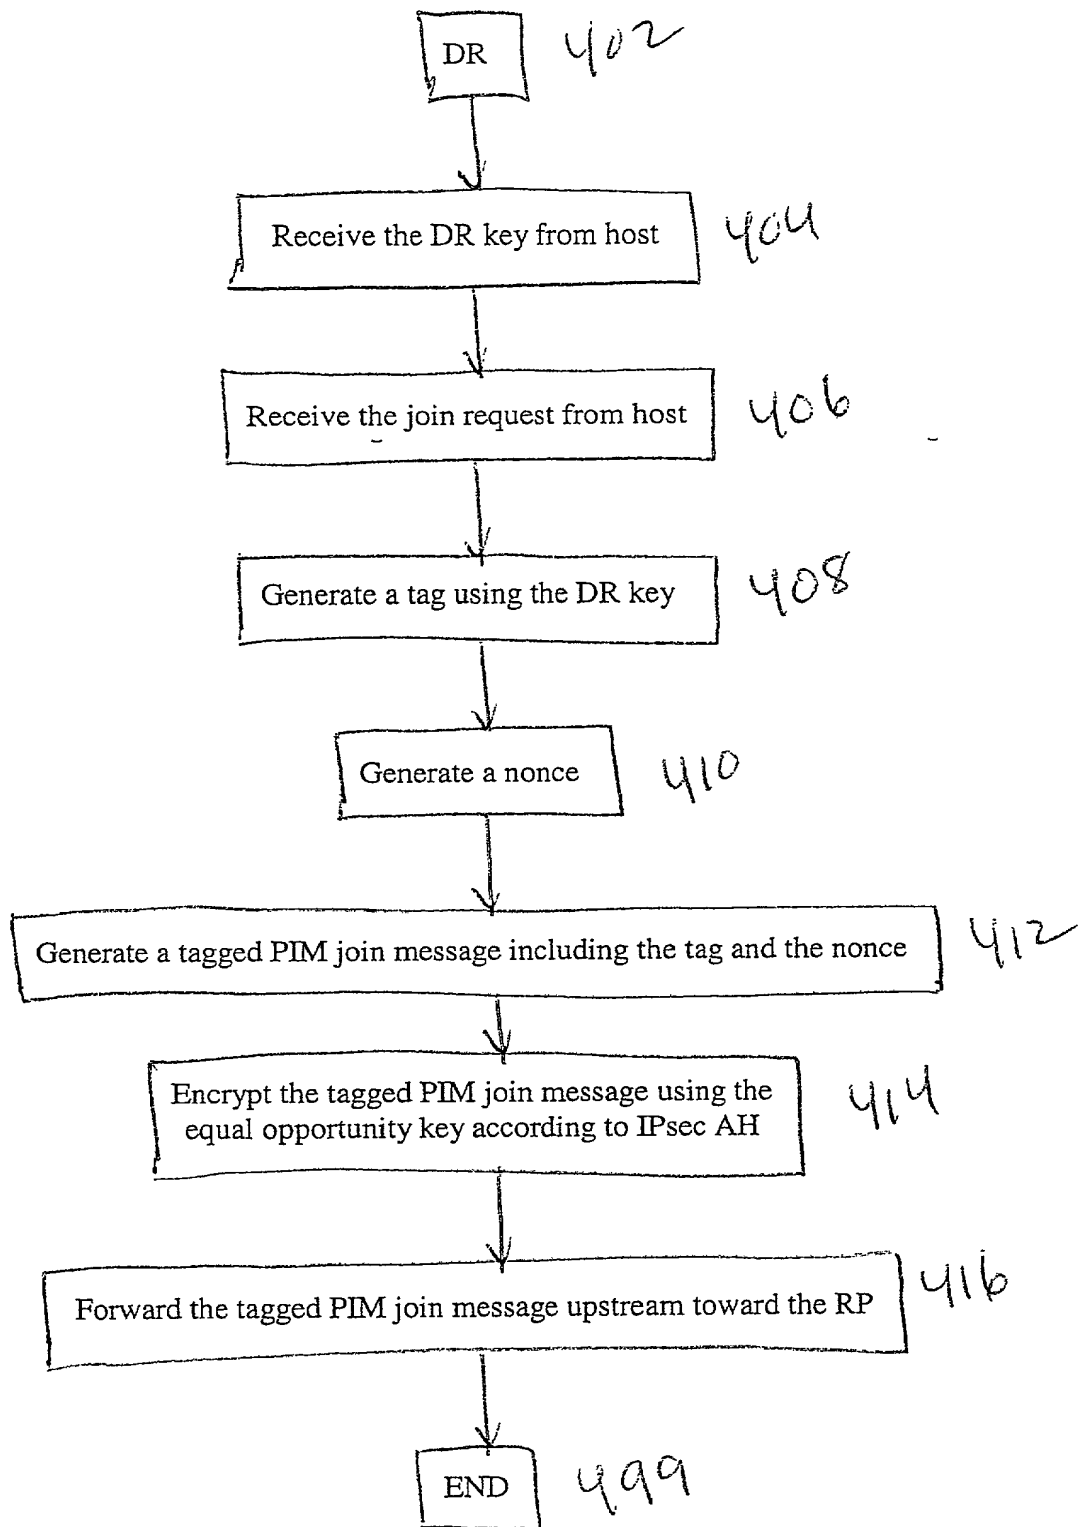 DR 402
Receive the DR key from host 404
Receive the join request from host 406
Generate a tag using the DR key 408
Generate a nonce 410
Generate a tagged PIM join message including the tag and the nonce 412
Encrypt the tagged PIM join message using the 414
equal opportunity key according to IPsec AH
Forward the tagged PIM join message upstream toward the RP 416
END 499